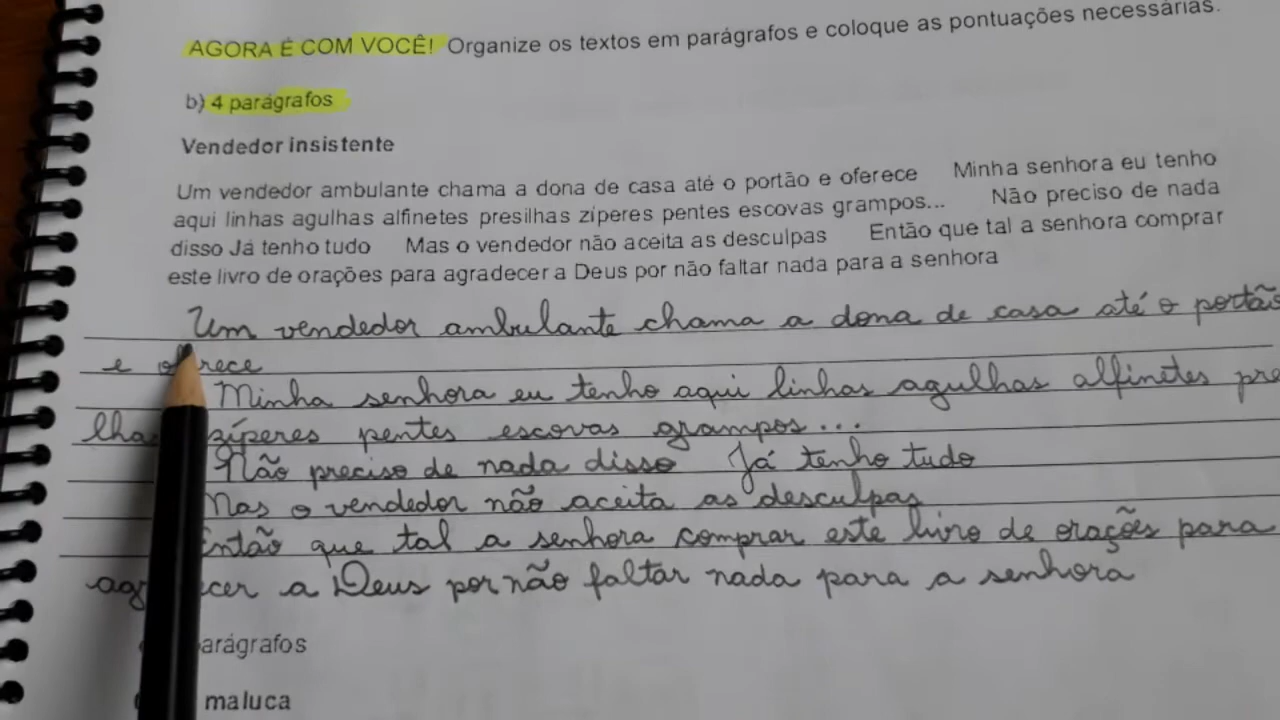 AGORA É COM VOCÊ! Organize os textos em parágrafos e coloque as pontuações necessárias.
b) 4 parágrafos
Vendedor insistente
Um vendedor ambulante chama a dona de casa até o portão e oferece Minha senhora eu tenho
aqui linhas agulhas alfinetes presilhas zíperes pentes escovas grampos... Não preciso de nada
disso Já tenho tudo Mas o vendedor não aceita as desculpas Então que tal a senhora comprar
este livro de orações para agradecer a Deus por não faltar nada para a senhora
Um vendedor ambulante chama a dona de casa até o portão
e
Minha senhora eu tenho aqui linhas agulhas alfinetes pre
zíperes pentes escovas grampos...
Não preciso de nada disso Já tenho tudo
Mas o vendedor não aceita as desculpas
Então que tal a senhora comprar este livro de orações para
a Deus por não faltar nada para a senhora
parágrafos
maluca